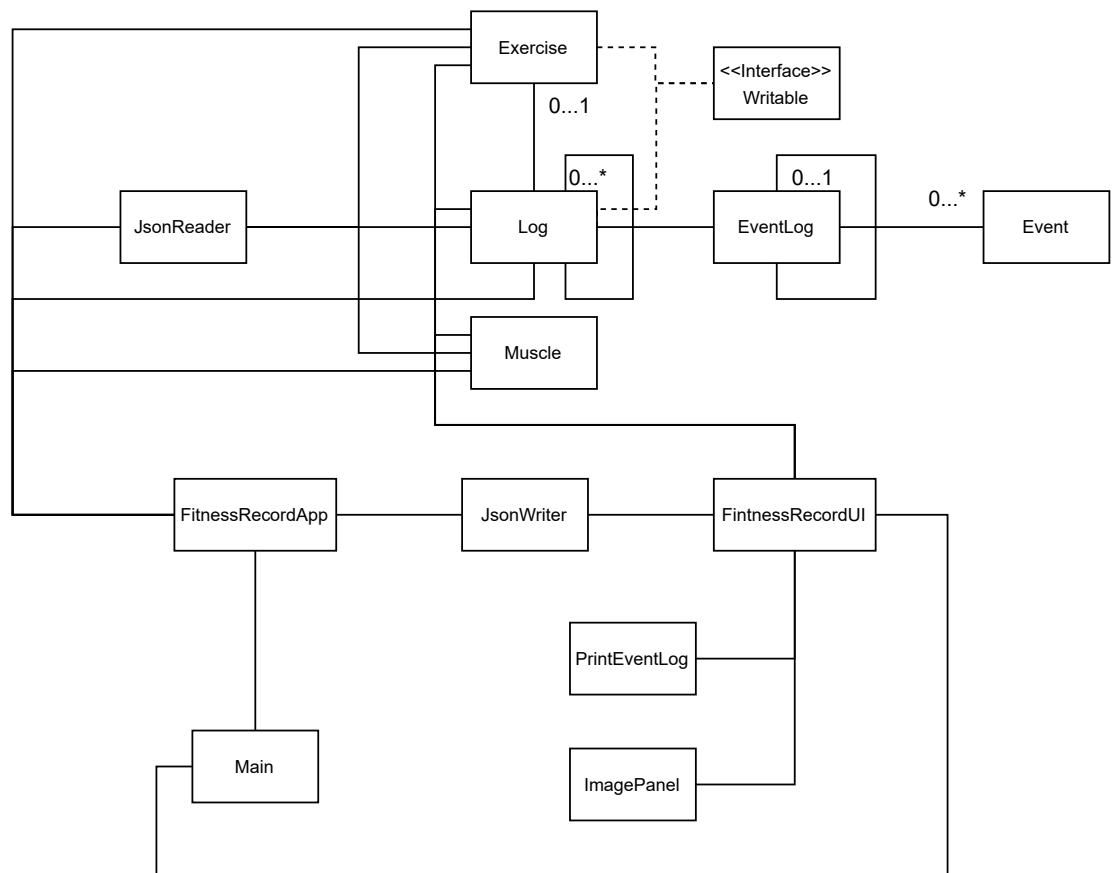 Exercise
<<Interface>>
Writable
0...1
0...*
0...1
0...*
JsonReader
Log
EventLog
Event
Muscle
FitnessRecordApp
JsonWriter
FintnessRecordUI
PrintEventLog
Main
ImagePanel